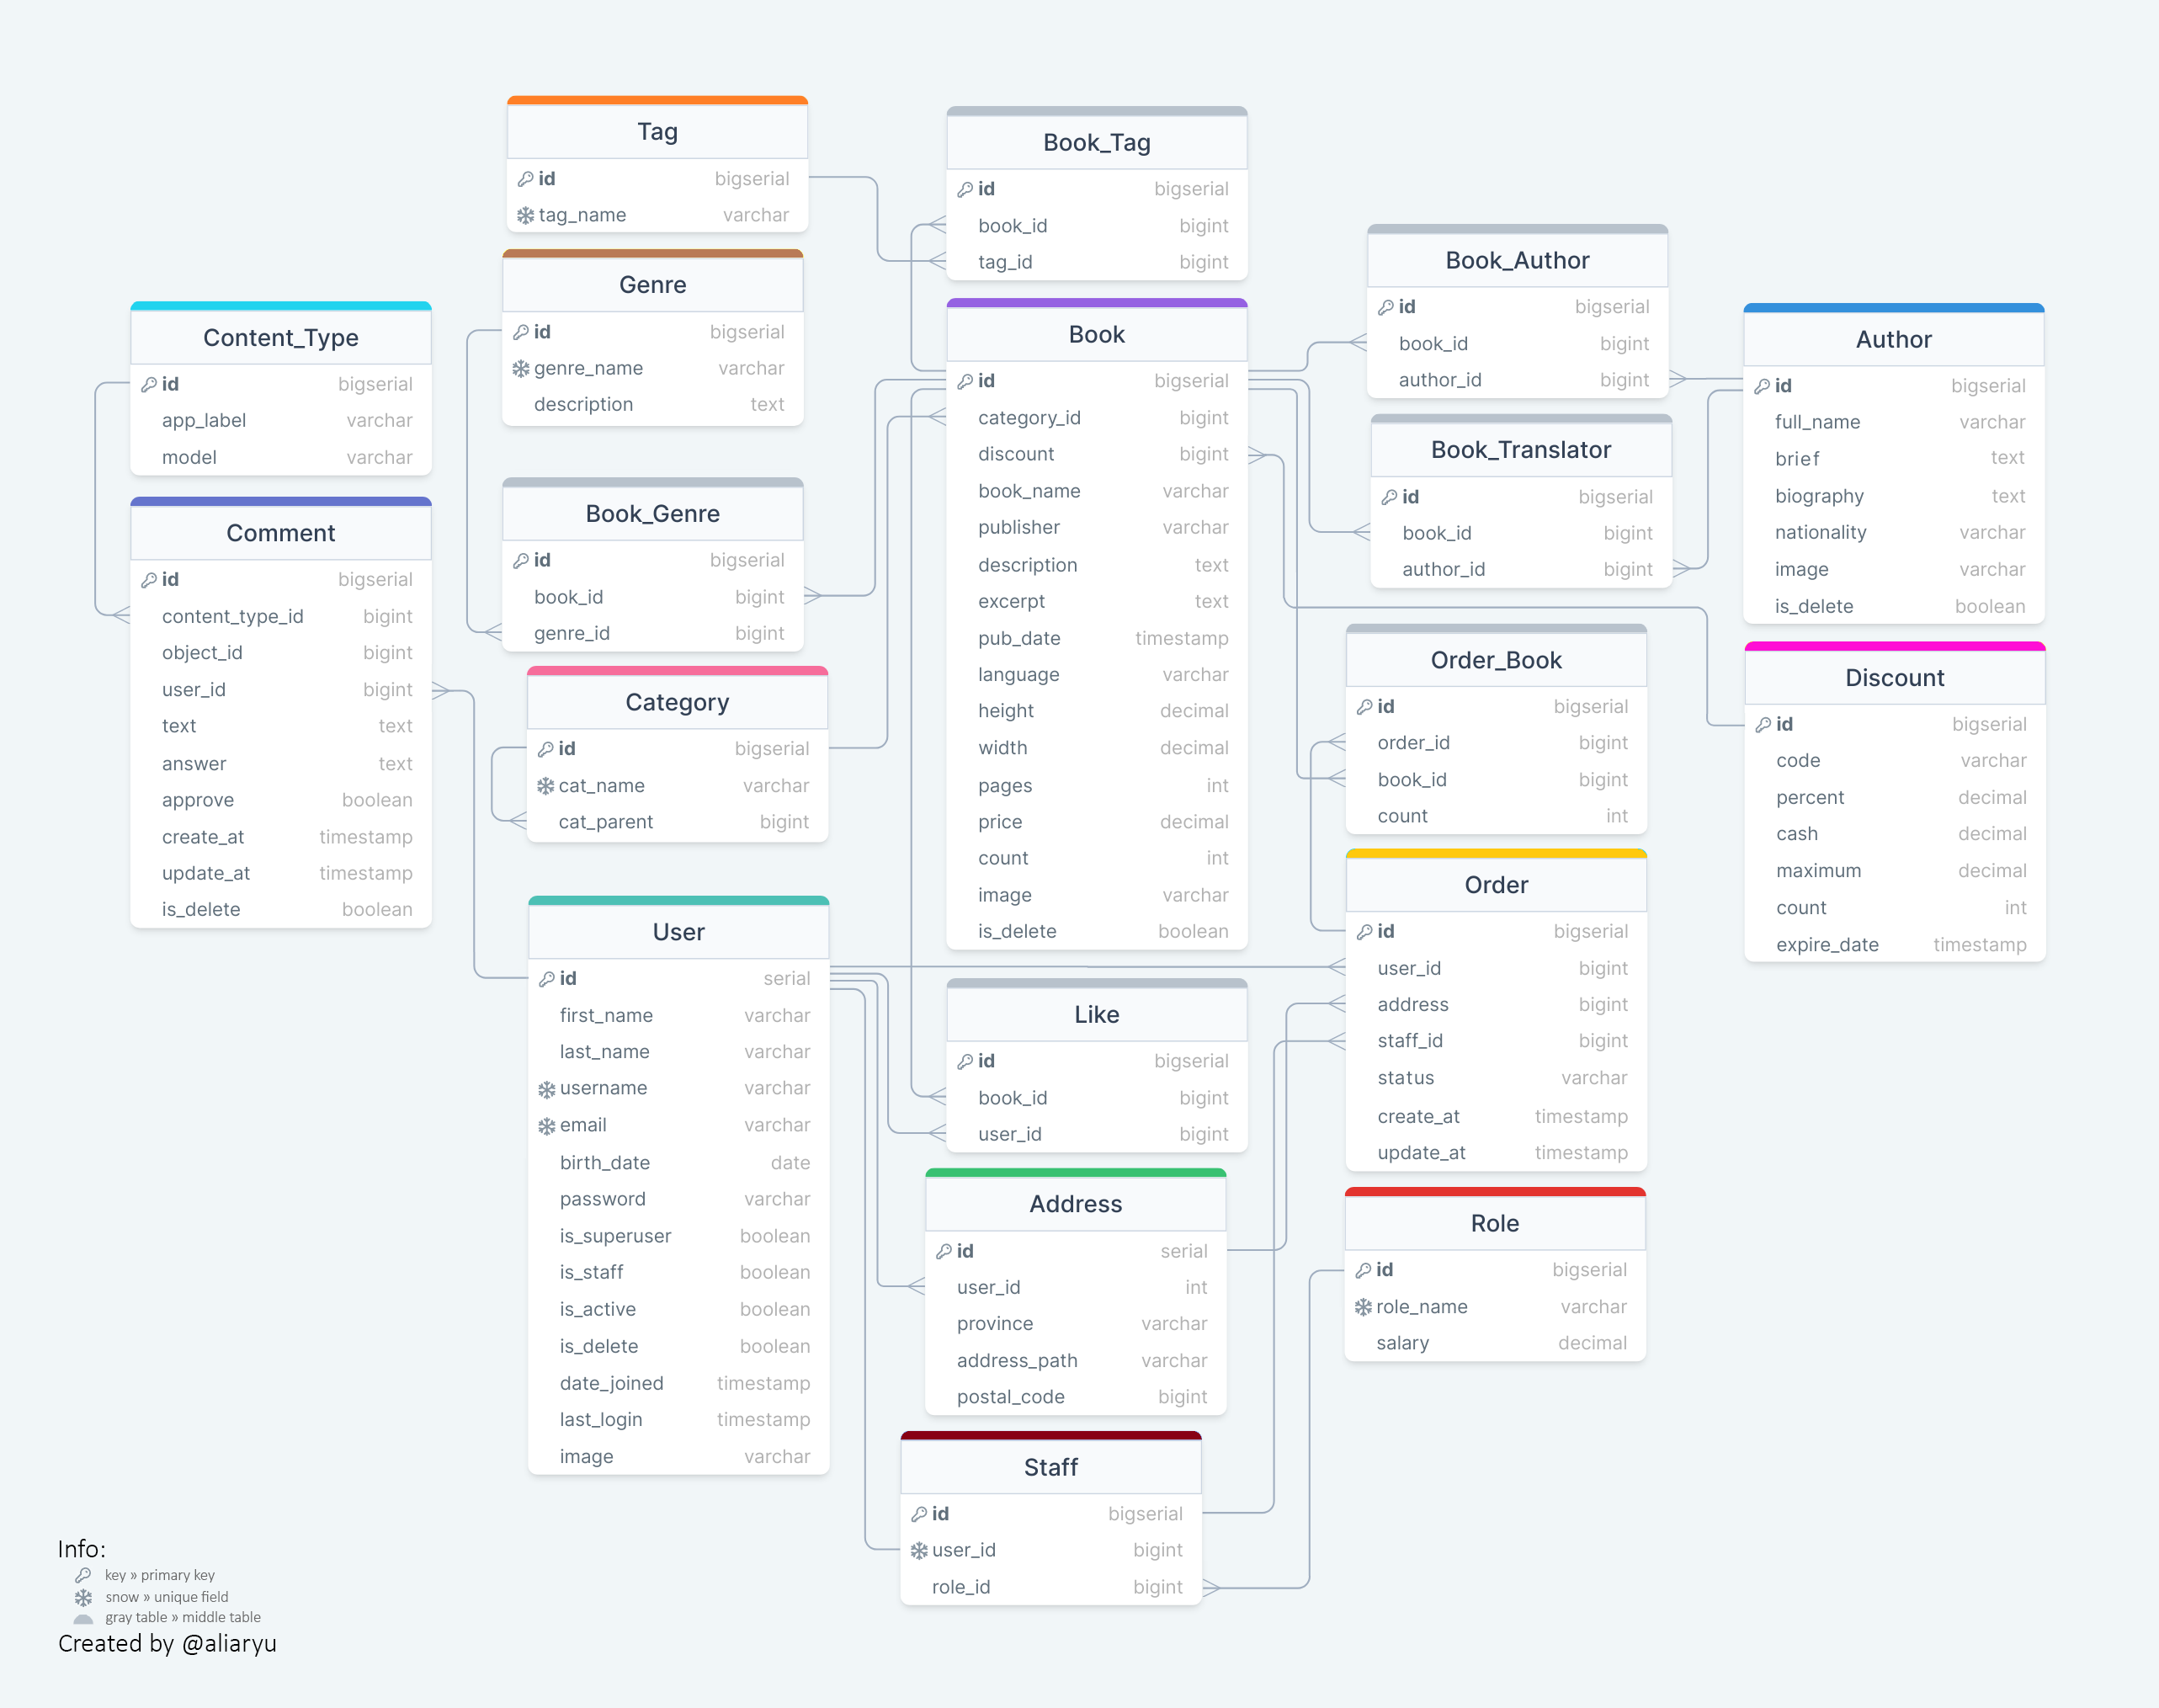 Tag
id bigserial
tag_name varchar
Genre
id bigserial
genre_name varchar
description text
Content_Type
id bigserial
app_label varchar
model varchar
Comment
id bigserial
content_type_id bigint
object_id bigint
user_id bigint
text text
answer text
approve boolean
create_at timestamp
update_at timestamp
is_delete boolean
Book_Genre
id bigserial
book_id bigint
genre_id bigint
Category
id bigserial
cat_name varchar
cat_parent bigint
User
id serial
first_name varchar
last_name varchar
username varchar
email varchar
birth_date date
password varchar
is_superuser boolean
is_staff boolean
is_active boolean
is_delete boolean
date_joined timestamp
last_login timestamp
image varchar
Book_Tag
id bigserial
book_id bigint
tag_id bigint
Book
id bigserial
category_id bigint
discount bigint
book_name varchar
publisher varchar
description text
excerpt text
pub_date timestamp
language varchar
height decimal
width decimal
pages int
price decimal
count int
image varchar
is_delete boolean
Like
id bigserial
book_id bigint
user_id bigint
Address
id serial
user_id int
province varchar
address_path varchar
postal_code bigint
Staff
id bigserial
user_id bigint
role_id bigint
Book_Author
id bigserial
book_id bigint
author_id bigint
Book_Translator
id bigserial
book_id bigint
author_id bigint
Order_Book
id bigserial
order_id bigint
book_id bigint
count int
Order
id bigserial
user_id bigint
address bigint
staff_id bigint
status varchar
create_at timestamp
update_at timestamp
Role
id bigserial
role_name varchar
salary decimal
Author
id bigserial
full_name varchar
brief text
biography text
nationality varchar
image varchar
is_delete boolean
Discount
id bigserial
code varchar
percent decimal
cash decimal
maximum decimal
count int
expire_date timestamp
Info:
key » primary key
snow » unique field
gray table » middle table
Created by @aliaryu